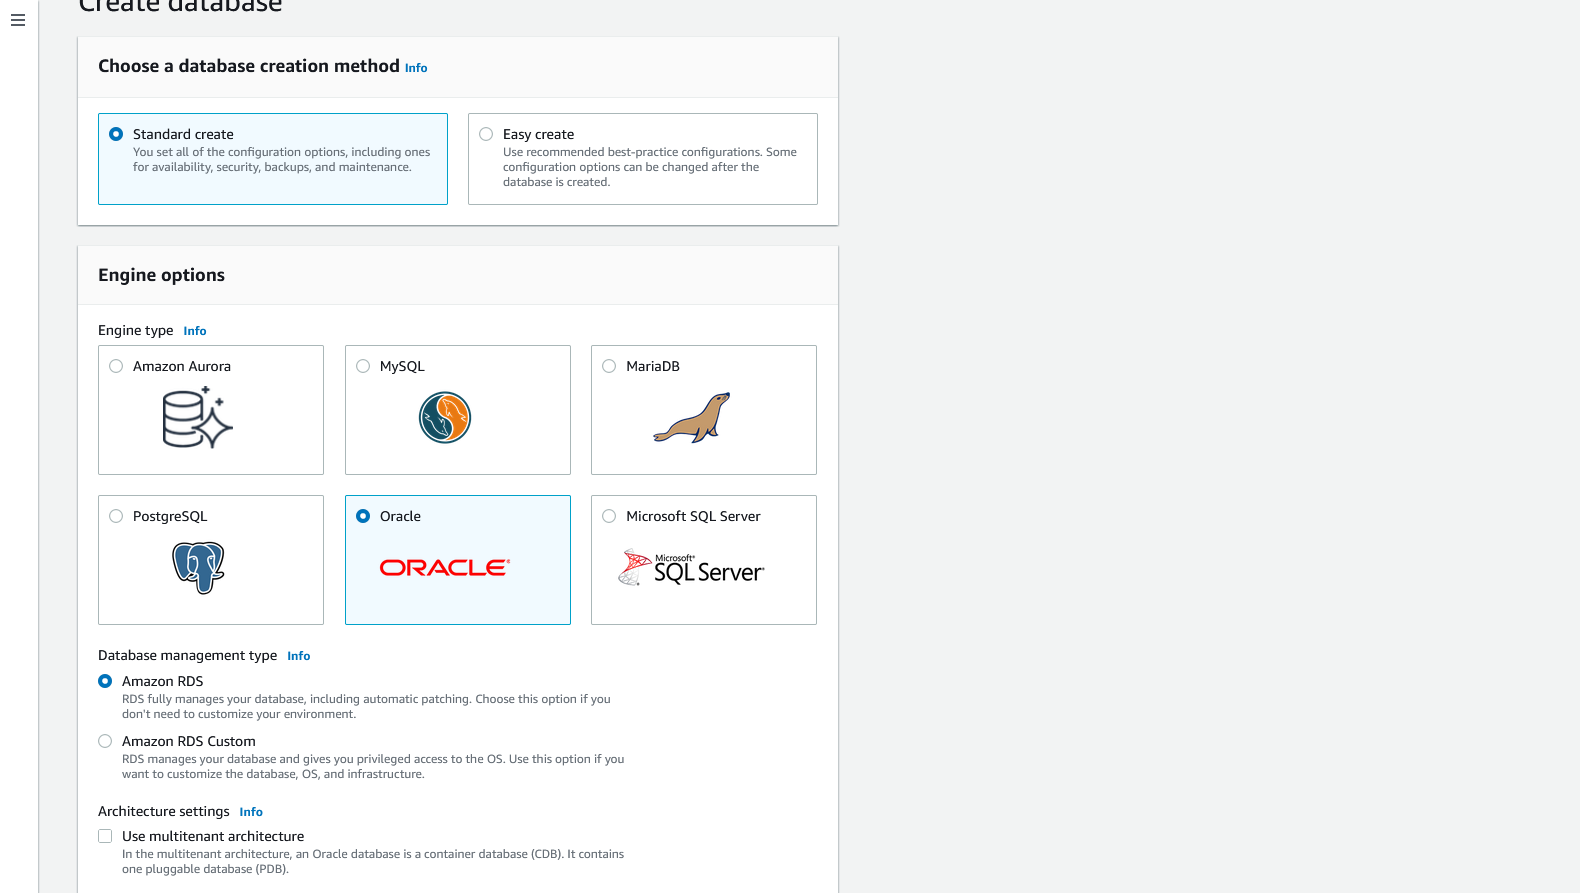 Create database
Choose a database creation method Info
Standard create
You set all of the configuration options, including ones
for availability, security, backups, and maintenance.
Easy create
Use recommended best-practice configurations. Some
configuration options can be changed after the
database is created.
Engine options
Engine type Info
Amazon Aurora
MySQL
MariaDB
PostgreSQL
Oracle
ORACLE®
Microsoft SQL Server
Microsoft®
SQL Server®
Database management type Info
Amazon RDS
RDS fully manages your database, including automatic patching. Choose this option if you
don't need to customize your environment.
Amazon RDS Custom
RDS manages your database and gives you privileged access to the OS. Use this option if you
want to customize the database, OS, and infrastructure.
Architecture settings Info
Use multitenant architecture
In the multitenant architecture, an Oracle database is a container database (CDB). It contains
one pluggable database (PDB).